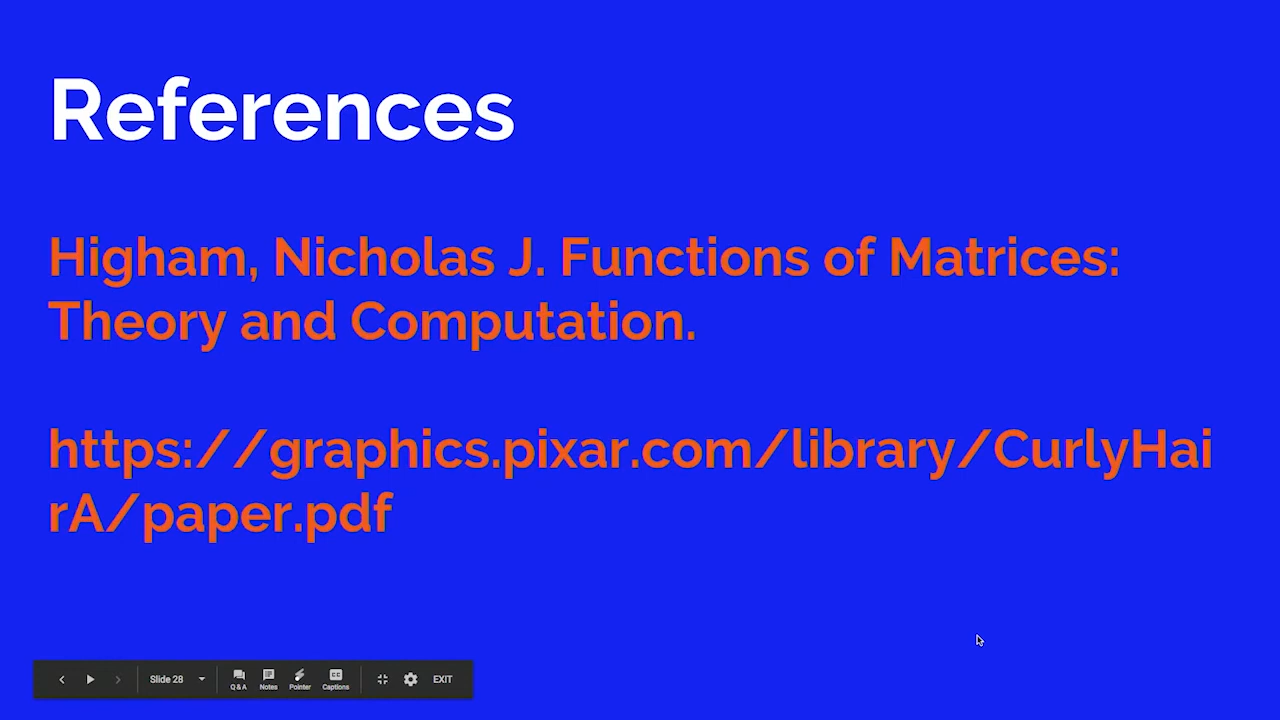 References
Higham, Nicholas J. Functions of Matrices:
Theory and Computation.
https://graphics.pixar.com/library/CurlyHai
rA/paper.pdf
Slide 28
Q & A
Notes
Pointer
CC
Captions
EXIT